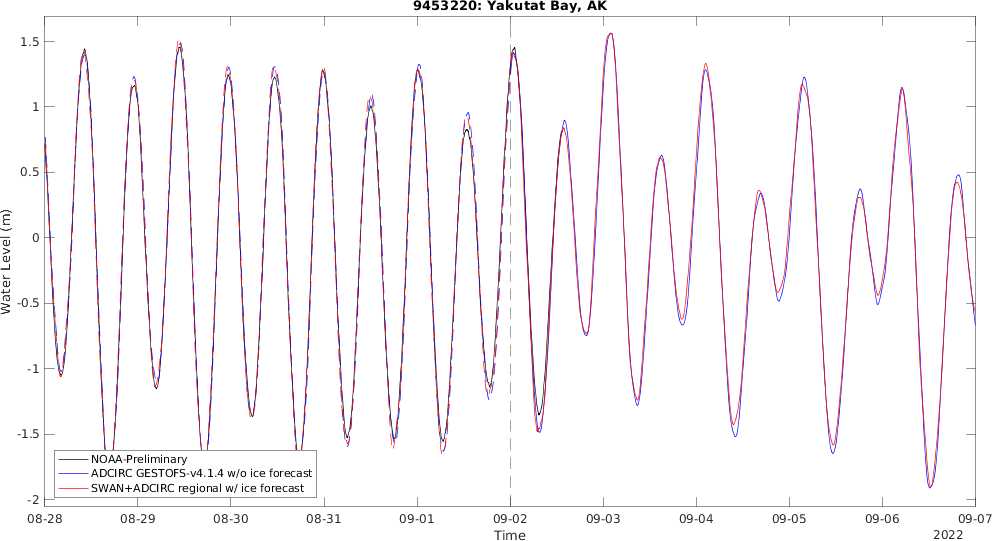 9453220: Yakutat Bay, AK
Water Level (m)
1.5
1
0.5
0
-0.5
-1
-1.5
-2
NOAA-Preliminary
ADCIRC GESTOFS-v4.1.4 w/o ice forecast
SWAN+ADCIRC regional w/ ice forecast
08-28 08-29 08-30 08-31 09-01 09-02 09-03 09-04 09-05 09-06 09-07
Time
2022